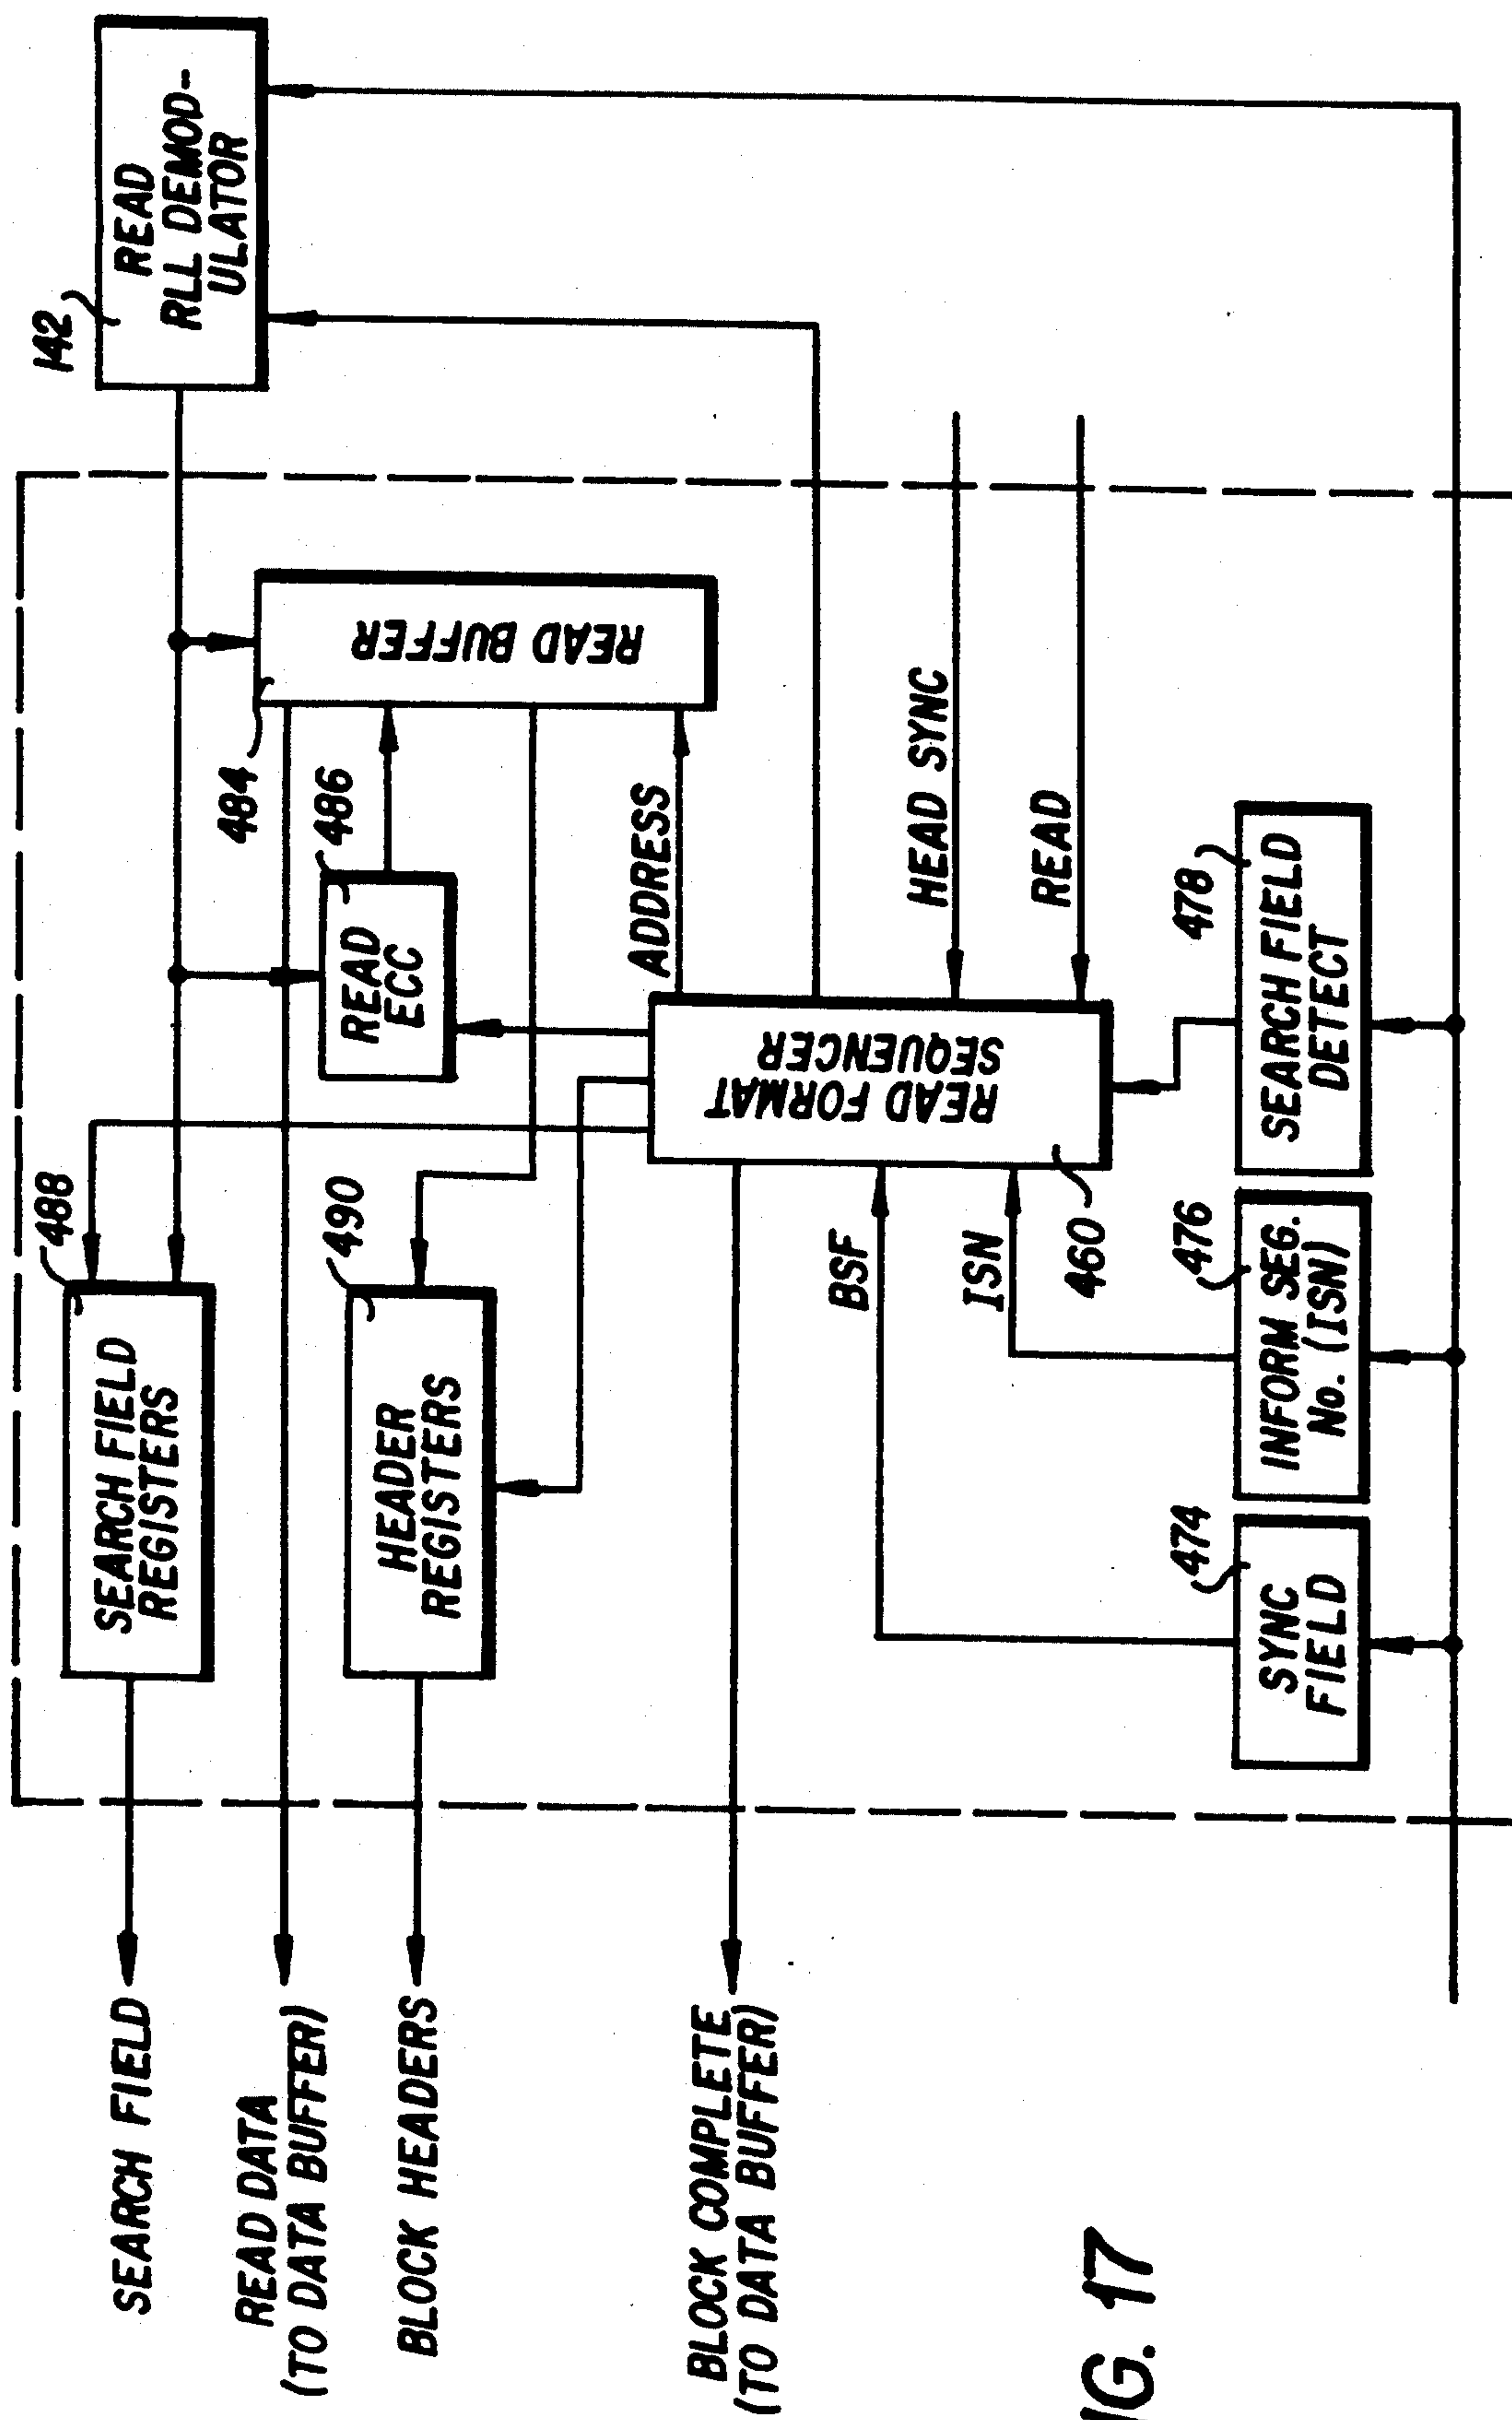 142
READ
RLL DEMOD-
ULATOR
READ BUFFER
484
486
READ
ECC
ADDRESS
HEAD SYNC
READ
488
SEARCH FIELD
REGISTERS
490
HEADER
REGISTERS
READ FORMAT
SEQUENCER
460
BSF
ISN
478
SEARCH FIELD
DETECT
476
INFORM SEG.
No. (ISN)
474
SYNC
FIELD
SEARCH FIELD
READ DATA
(TO DATA BUFFER)
BLOCK HEADERS
BLOCK COMPLETE
(TO DATA BUFFER)
NG. 17